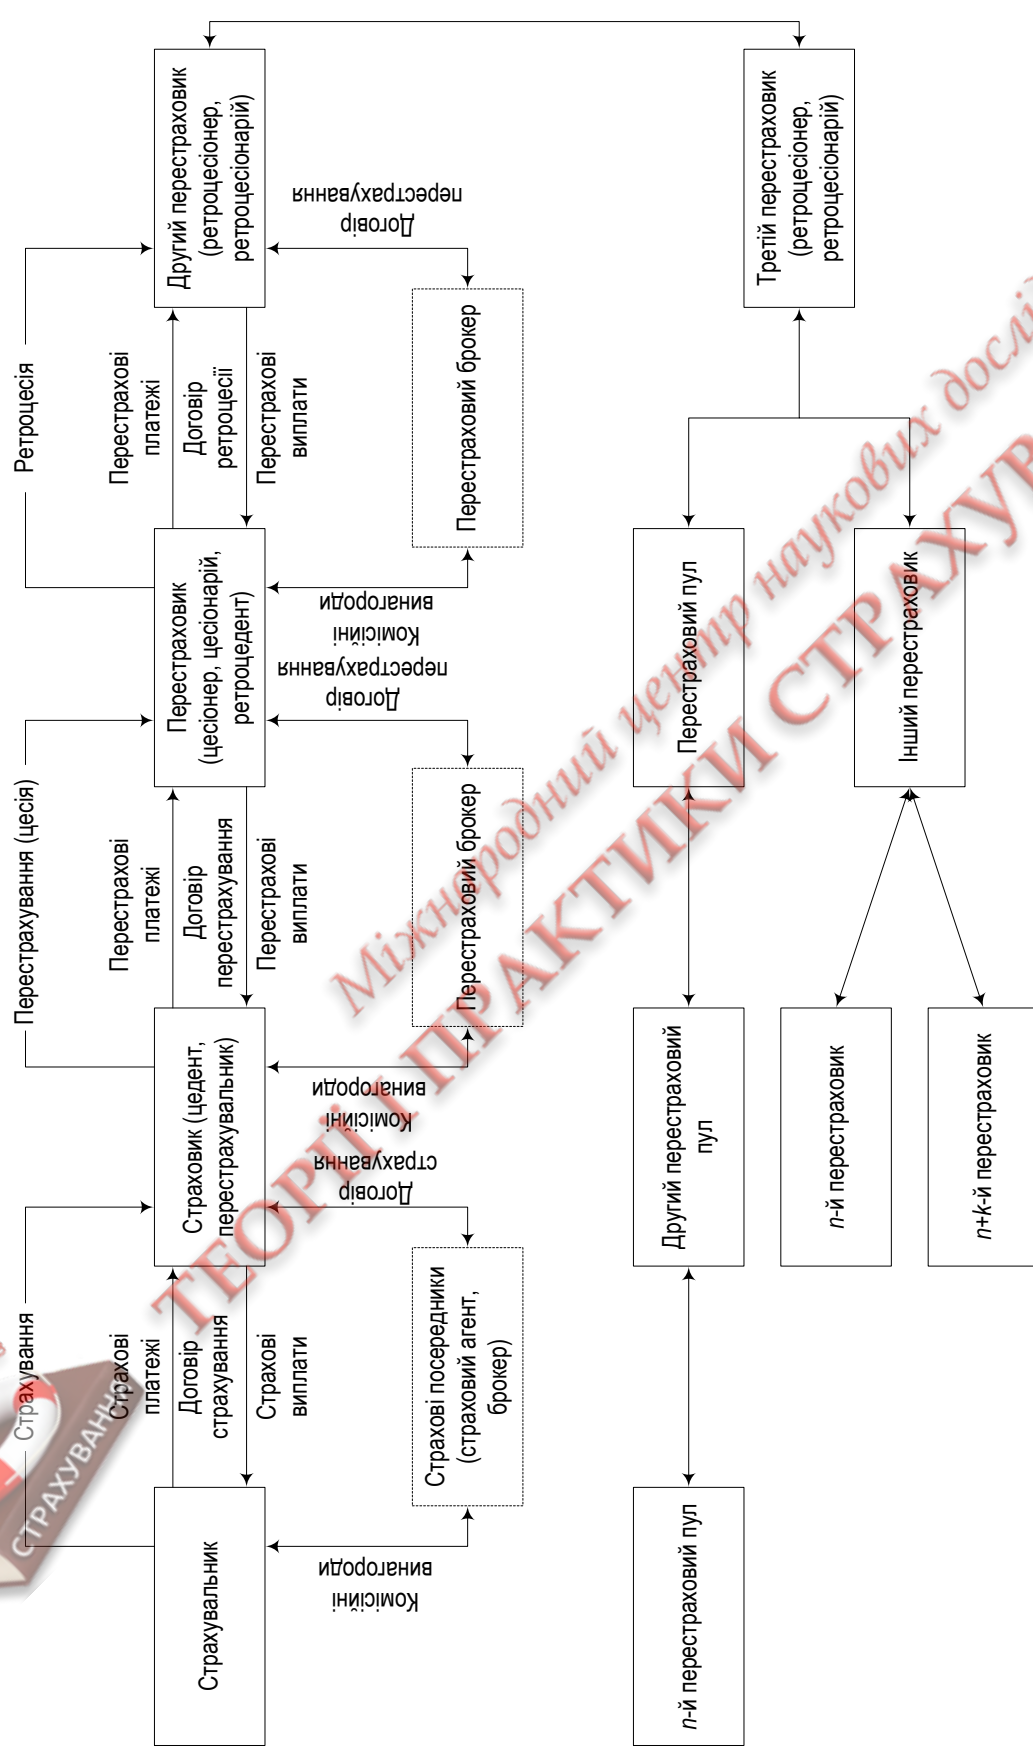 Страхування
Перестрахування (цесія)
Ретроцесія
Страхові
платежі
Договір
страхування
Страхові
виплати
Перестрахові
платежі
Договір
перестрахування
Перестрахові
виплати
Перестрахові
платежі
Договір
ретроцесії
Перестрахові
виплати
Страхувальник
Страховик (цедент,
перестрахувальник)
Перестраховик
(цесіонер, цесіонарій,
ретроцедент)
Другий перестраховик
(ретроцесіонер,
ретроцесіонарій)
Комісійні
винагороди
Договір
страхування
Комісійні
винагороди
Договір
перестрахування
Комісійні
винагороди
Договір
перестрахування
Страхові посередники
(страховий агент,
брокер)
Перестраховий брокер
Перестраховий брокер
n-й перестраховий пул
Другий перестраховий
пул
Перестраховий пул
Третій перестраховик
(ретроцесіонер,
ретроцесіонарій)
n-й перестраховик
Інший перестраховик
n+k-й перестраховик
СТРАХУВАННЯ
Міжнародний центр наукових
ТЕОРІЇ І ПРАКТИКИ